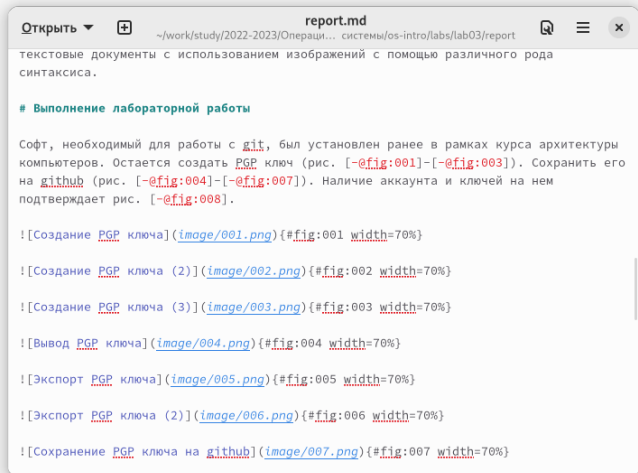 Открыть
report.md
~/work/study/2022-2023/Операци... системы/os-intro/labs/lab03/report
текстовые документы с использованием изображений с помощью различного рода
синтаксиса.
# Выполнение лабораторной работы
Софт, необходимый для работы с git, был установлен ранее в рамках курса архитектуры
компьютеров. Остается создать PGP ключ (рис. [-@fig:001]-[-@fig:003]). Сохранить его
на github (рис. [-@fig:004]-[-@fig:007]). Наличие аккаунта и ключей на нем
подтверждает рис. [-@fig:008].
![Создание PGP ключа](image/001.png){#fig:001 width=70%}
![Создание PGP ключа (2)](image/002.png){#fig:002 width=70%}
![Создание PGP ключа (3)](image/003.png){#fig:003 width=70%}
![Вывод PGP ключа](image/004.png){#fig:004 width=70%}
![Экспорт PGP ключа](image/005.png){#fig:005 width=70%}
![Экспорт PGP ключа (2)](image/006.png){#fig:006 width=70%}
![Сохранение PGP ключа на github](image/007.png){#fig:007 width=70%}